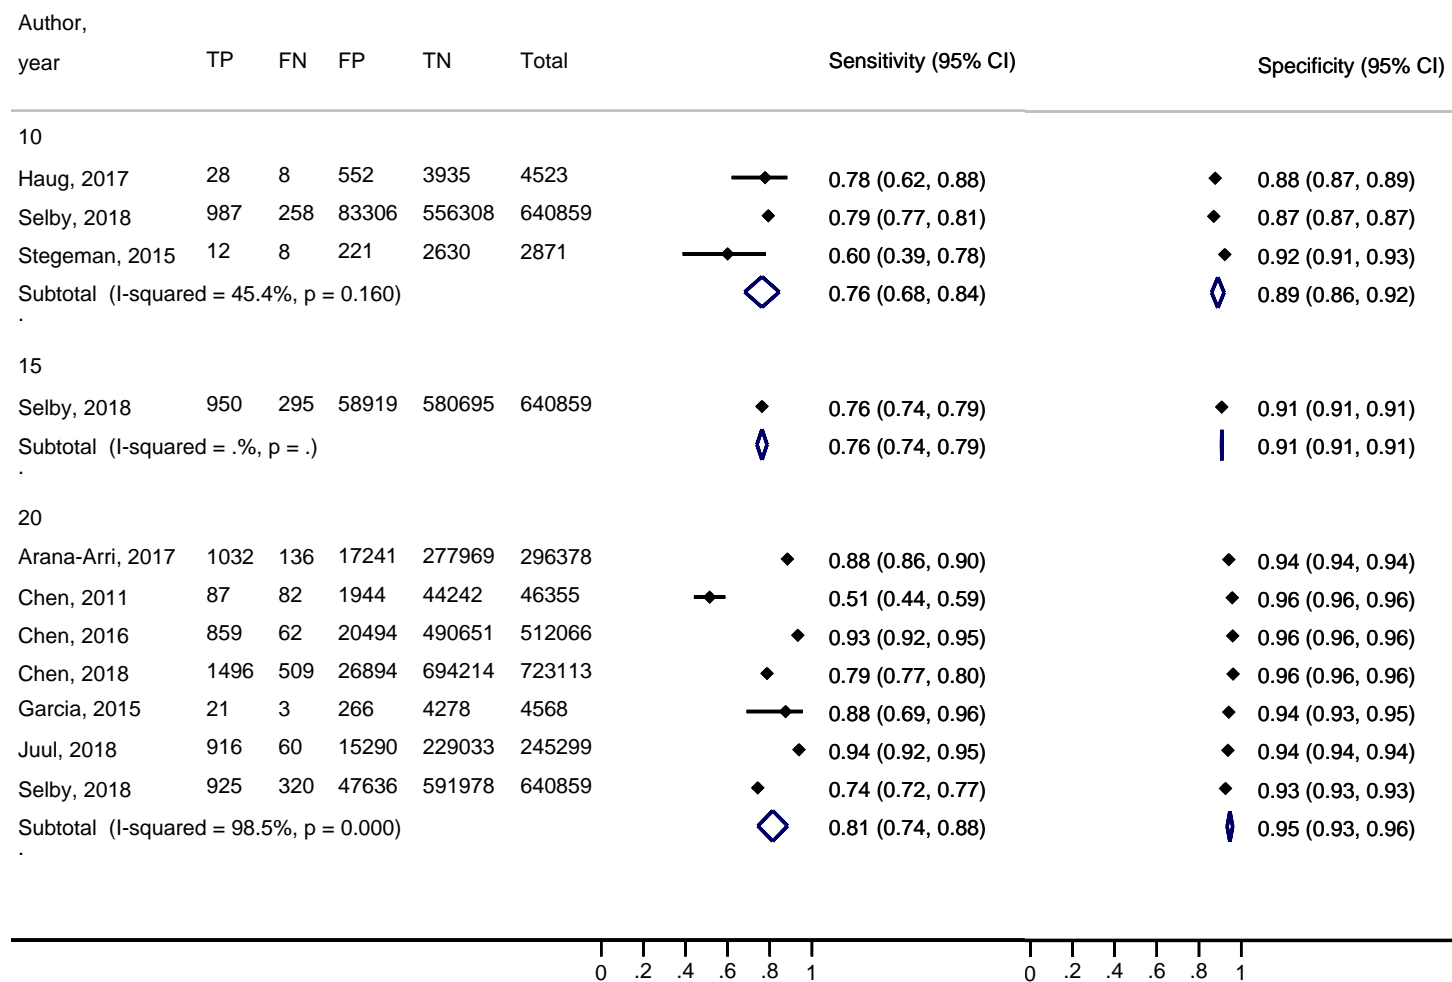 Author,
year TP FN FP TN Total Sensitivity (95% CI) Specificity (95% CI)
10
Haug, 2017 28 8 552 3935 4523 0.78 (0.62, 0.88) 0.88 (0.87, 0.89)
Selby, 2018 987 258 83306 556308 640859 0.79 (0.77, 0.81) 0.87 (0.87, 0.87)
Stegeman, 2015 12 8 221 2630 2871 0.60 (0.39, 0.78) 0.92 (0.91, 0.93)
Subtotal (I-squared = 45.4%, p = 0.160) 0.76 (0.68, 0.84) 0.89 (0.86, 0.92)
.
15
Selby, 2018 950 295 58919 580695 640859 0.76 (0.74, 0.79) 0.91 (0.91, 0.91)
Subtotal (I-squared = .%, p = .) 0.76 (0.74, 0.79) 0.91 (0.91, 0.91)
.
20
Arana-Arri, 2017 1032 136 17241 277969 296378 0.88 (0.86, 0.90) 0.94 (0.94, 0.94)
Chen, 2011 87 82 1944 44242 46355 0.51 (0.44, 0.59) 0.96 (0.96, 0.96)
Chen, 2016 859 62 20494 490651 512066 0.93 (0.92, 0.95) 0.96 (0.96, 0.96)
Chen, 2018 1496 509 26894 694214 723113 0.79 (0.77, 0.80) 0.96 (0.96, 0.96)
Garcia, 2015 21 3 266 4278 4568 0.88 (0.69, 0.96) 0.94 (0.93, 0.95)
Juul, 2018 916 60 15290 229033 245299 0.94 (0.92, 0.95) 0.94 (0.94, 0.94)
Selby, 2018 925 320 47636 591978 640859 0.74 (0.72, 0.77) 0.93 (0.93, 0.93)
Subtotal (I-squared = 98.5%, p = 0.000) 0.81 (0.74, 0.88) 0.95 (0.93, 0.96)
.
0 .2 .4 .6 .8 1 0 .2 .4 .6 .8 1